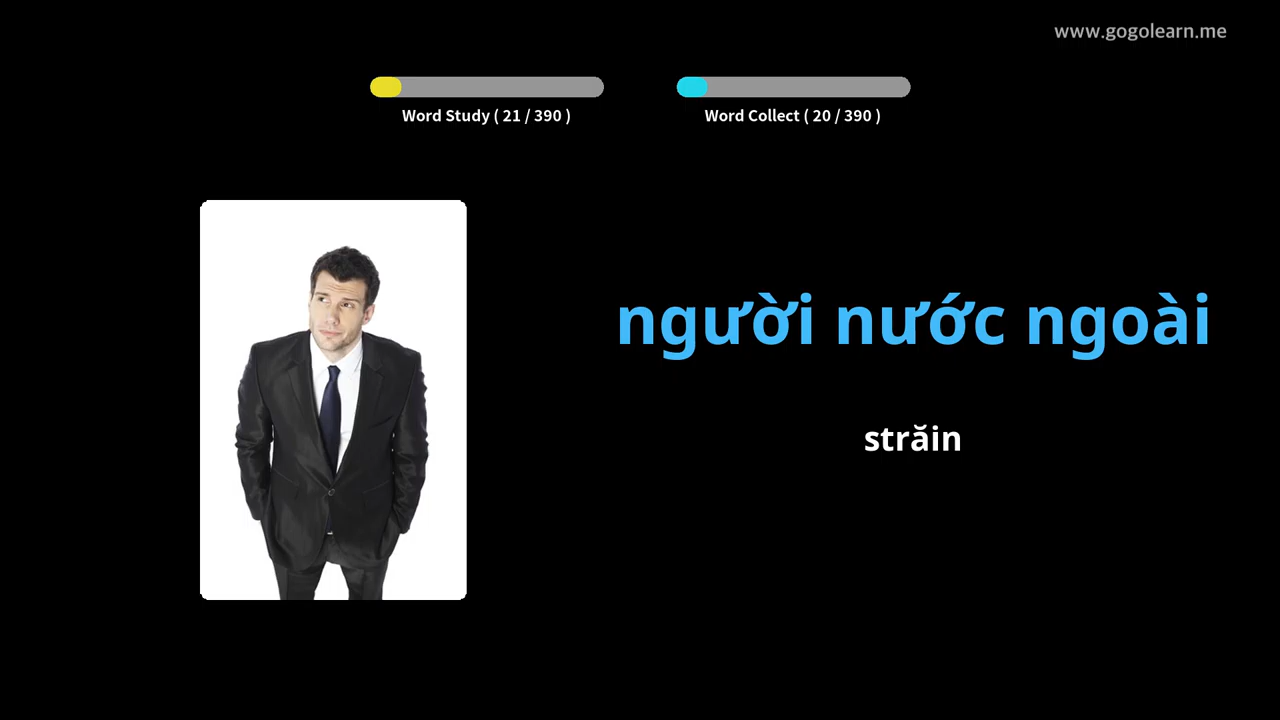 www.gogolearn.me
Word Study ( 21 / 390 )
Word Collect ( 20 / 390 )
người nước ngoài
străin